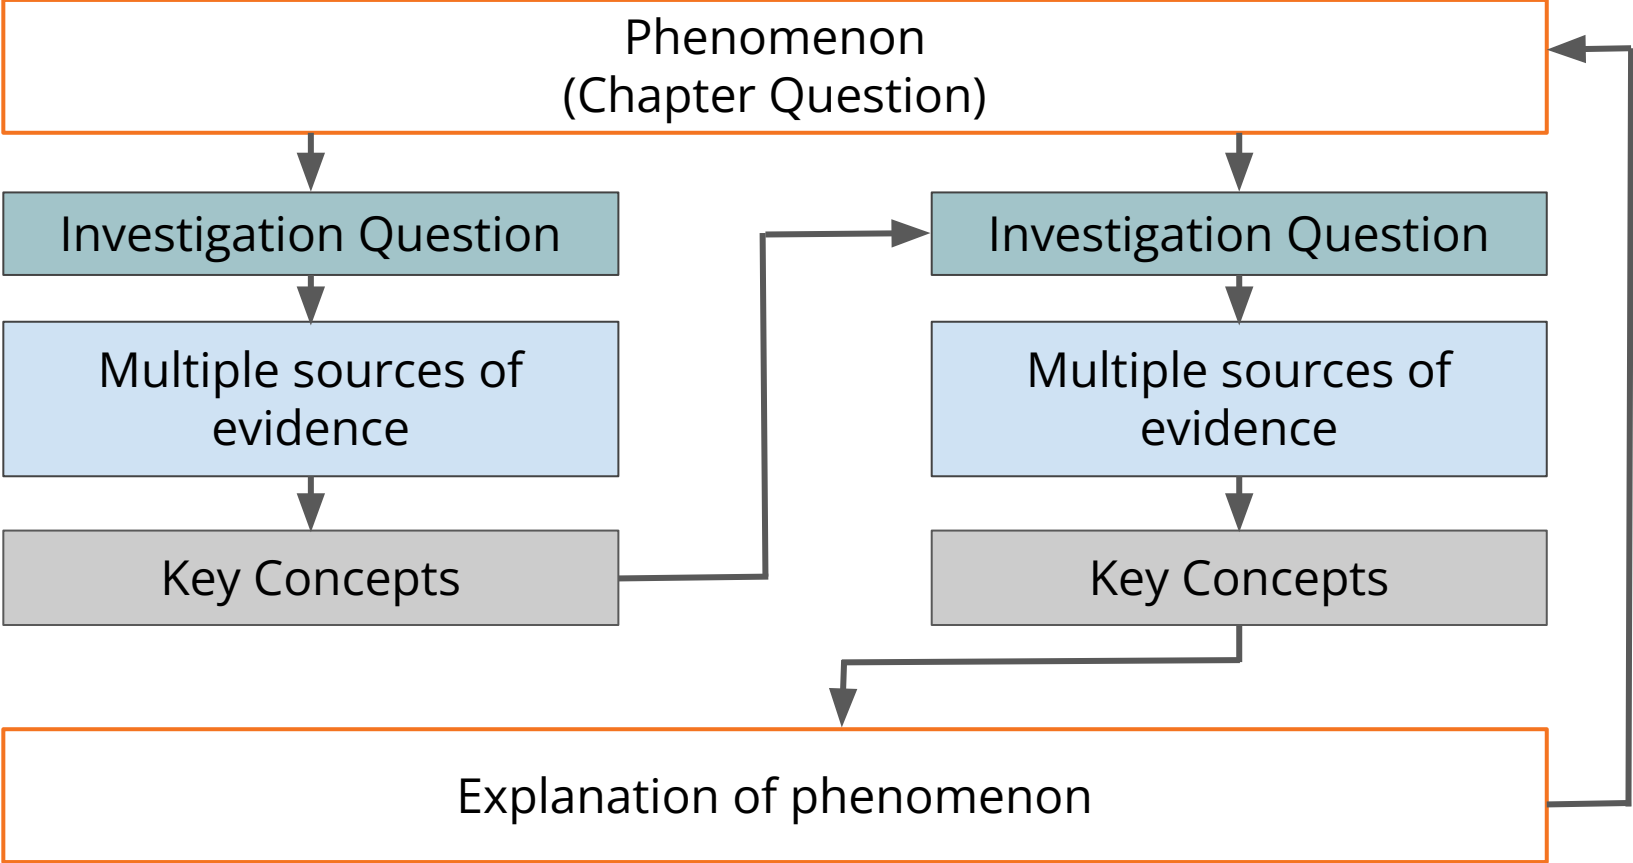 Phenomenon
(Chapter Question)
Investigation Question
Multiple sources of
evidence
Key Concepts
Investigation Question
Multiple sources of
evidence
Key Concepts
Explanation of phenomenon